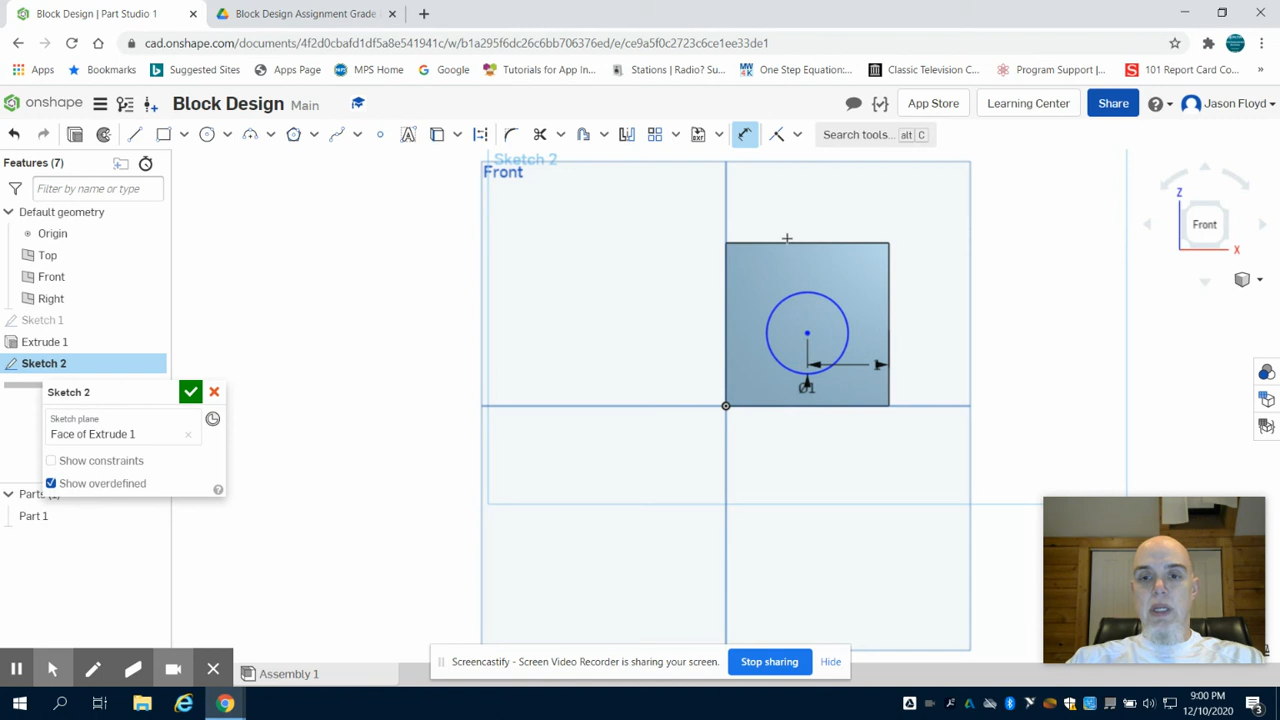 Block Design | Part Studio 1
Block Design Assignment Grade
cad.onshape.com/documents/4f2d0cbafd1df5a8e541941c/w/b1a295f6dc26c6bb706376ed/e/ce9a5f0c2723c6ce1ee33de1
Apps
Bookmarks
Suggested Sites
Apps Page
MPS Home
Google
Tutorials for App In...
Stations | Radio? Su...
One Step Equation:...
Classic Television C...
Program Support |...
101 Report Card Co...
»
onshape
Block Design Main
App Store
Learning Center
Share
Jason Floyd
Search tools... alt C
Features (7)
Filter by name or type
Default geometry
Origin
Top
Front
Right
Sketch 1
Extrude 1
Sketch 2
Sketch 2
Sketch plane
Face of Extrude 1
Show constraints
Show overdefined
Part 1
Sketch 2
Front
1
Ø1
Z
Front
X
Assembly 1
Screencastify - Screen Video Recorder is sharing your screen.
Stop sharing
Hide
9:00 PM
12/10/2020
3